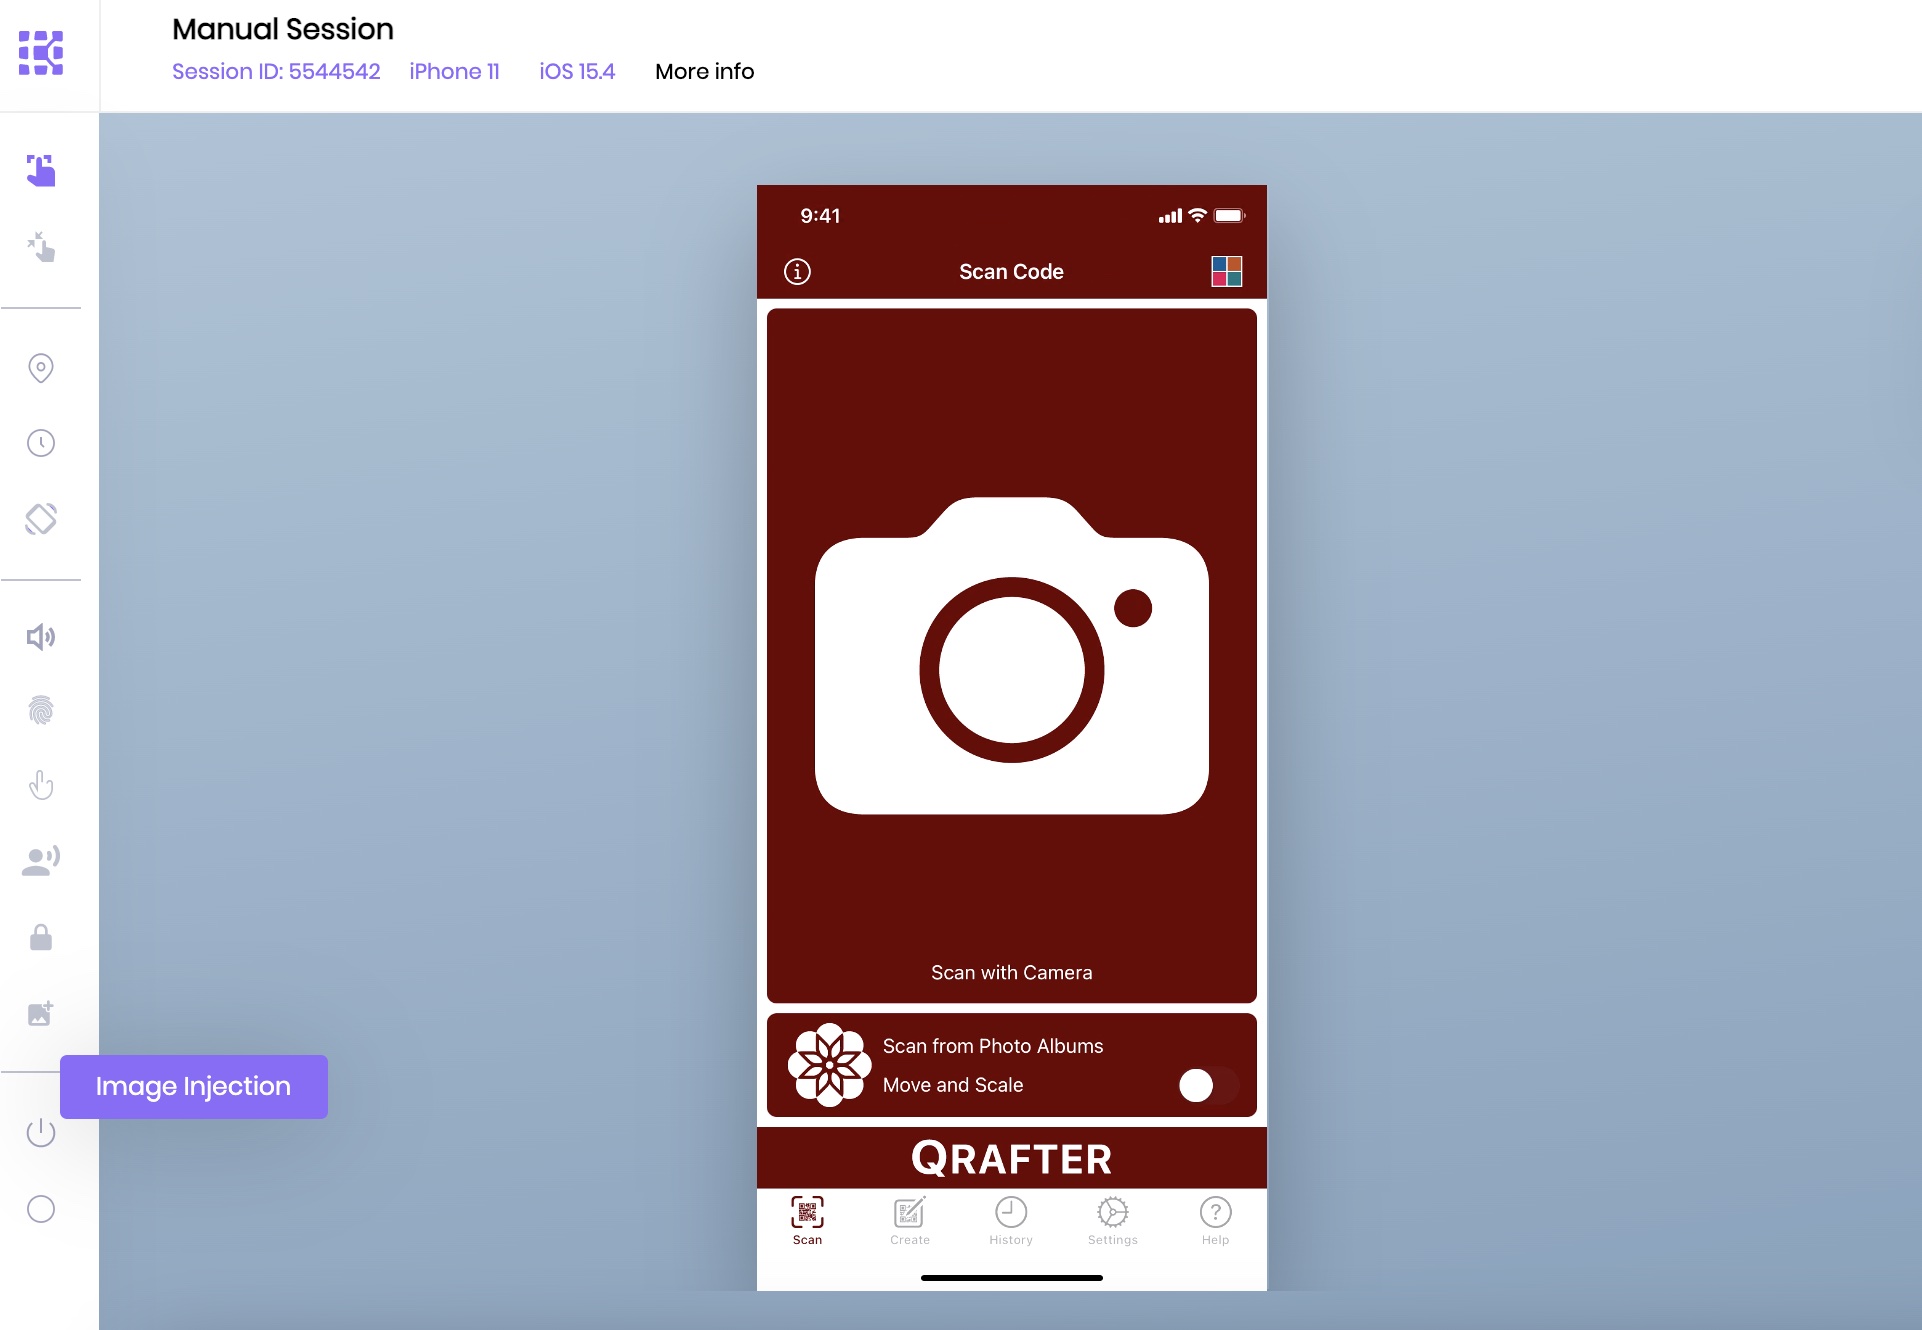 Manual Session
Session ID: 5544542 iPhone 11 iOS 15.4 More info
9:41
Scan Code
Scan with Camera
Scan from Photo Albums
Move and Scale
Image Injection
QRAFTER
Scan Create History Settings Help